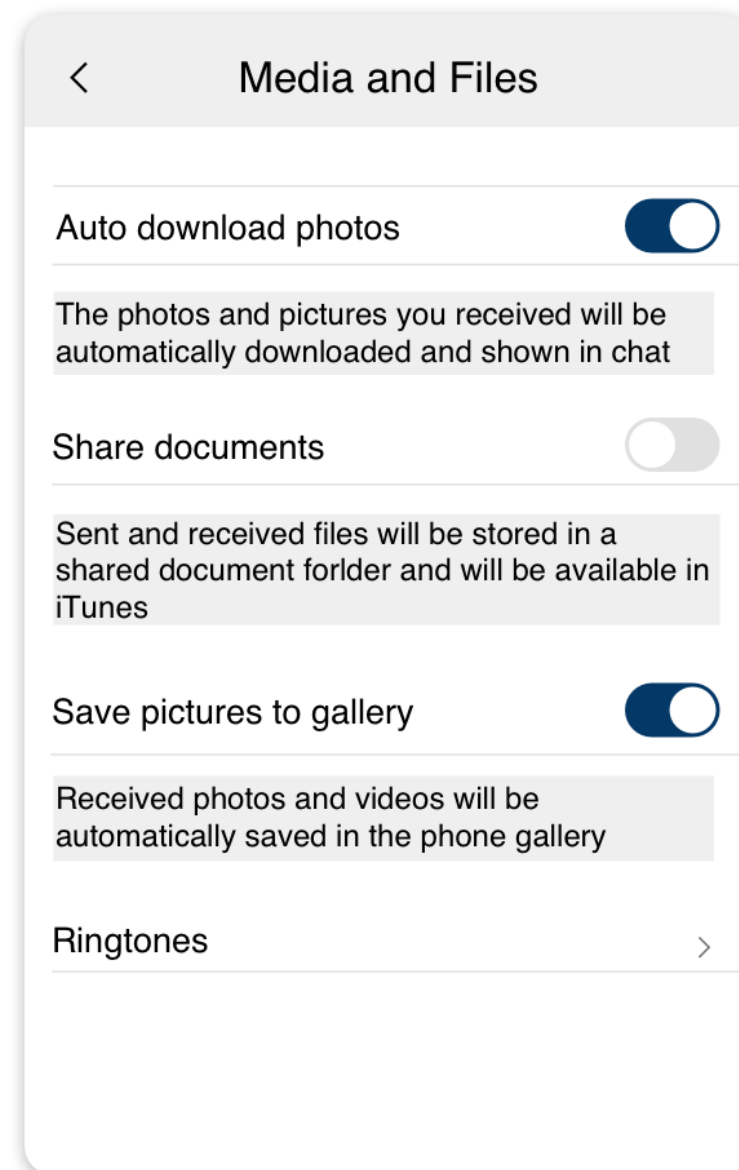 Media and Files
Auto download photos
The photos and pictures you received will be
automatically downloaded and shown in chat
Share documents
Sent and received files will be stored in a
shared document forlder and will be available in
iTunes
Save pictures to gallery
Received photos and videos will be
automatically saved in the phone gallery
Ringtones